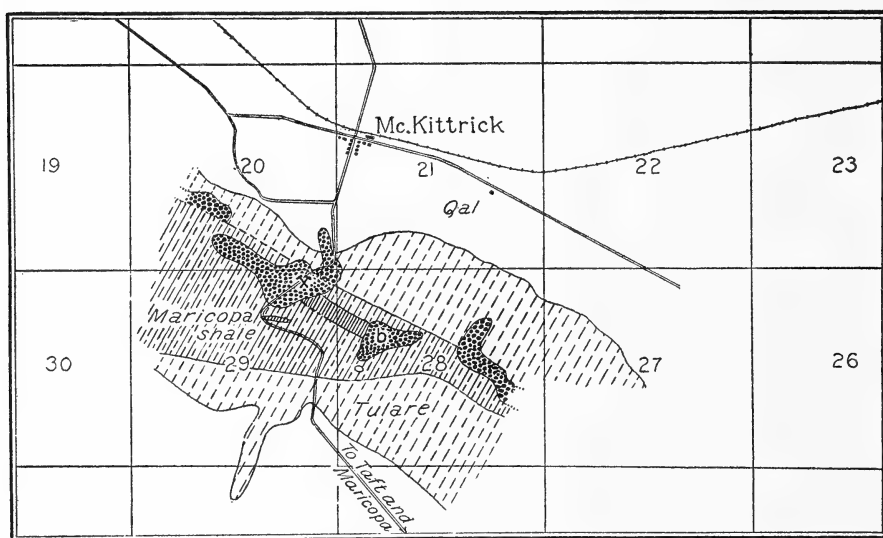 Mc.Kittrick
19
20
21
22
23
Qal
x
Maricopa
shale
b
30
29
a
28
27
26
Tulare
To Taft and
Maricopa